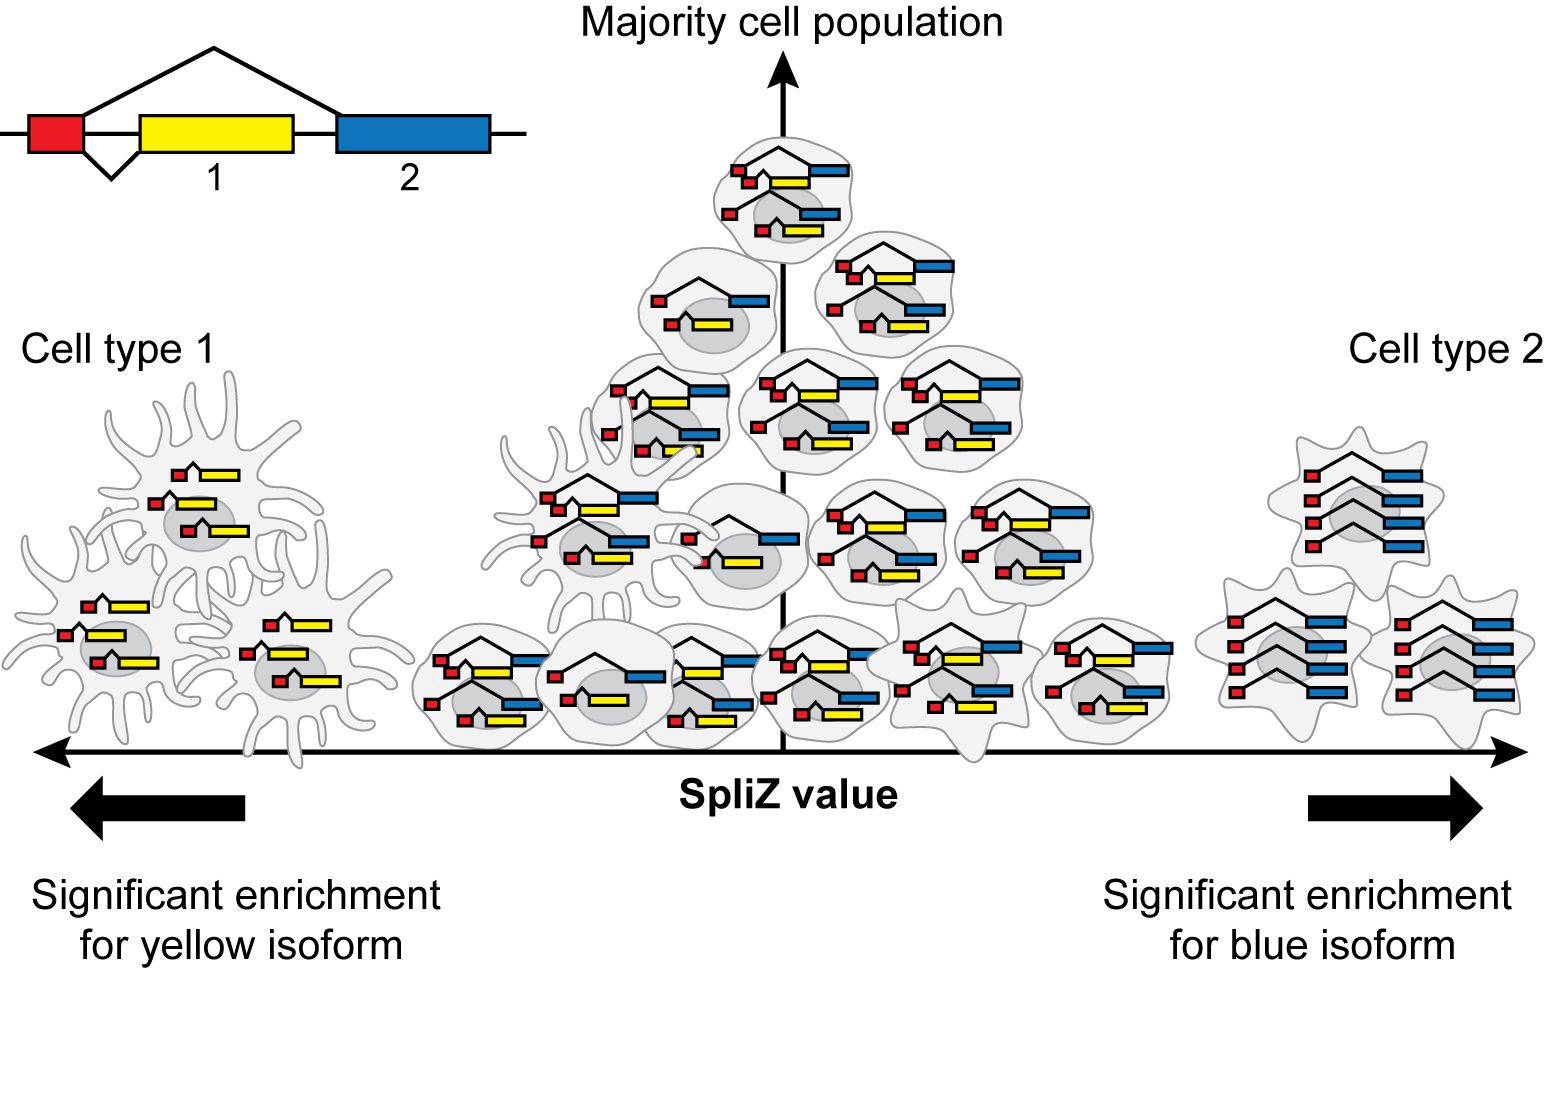 Majority cell population
1
2
Cell type 1
Cell type 2
SpliZ value
Significant enrichment
for yellow isoform
Significant enrichment
for blue isoform